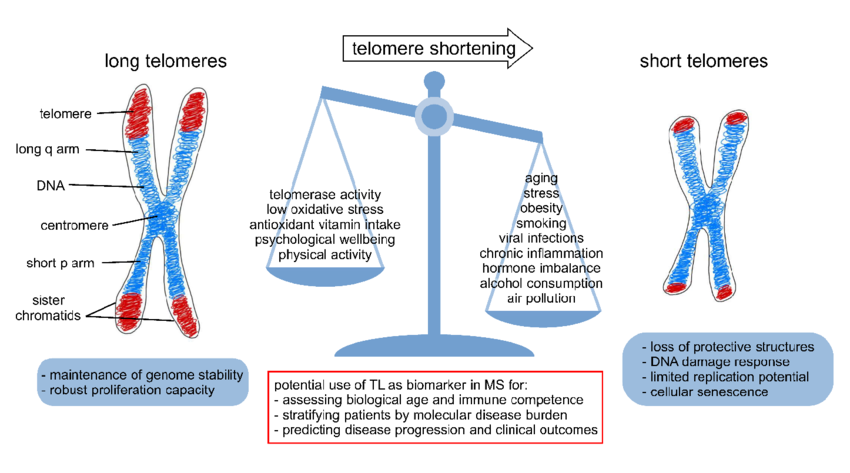 telomere shortening
long telomeres
short telomeres
telomere
long q arm
DNA
centromere
short p arm
sister
chromatids
telomerase activity
low oxidative stress
antioxidant vitamin intake
psychological wellbeing
physical activity
aging
stress
obesity
smoking
viral infections
chronic inflammation
hormone imbalance
alcohol consumption
air pollution
- maintenance of genome stability
- robust proliferation capacity
potential use of TL as biomarker in MS for:
- assessing biological age and immune competence
- stratifying patients by molecular disease burden
- predicting disease progression and clinical outcomes
- loss of protective structures
- DNA damage response
- limited replication potential
- cellular senescence